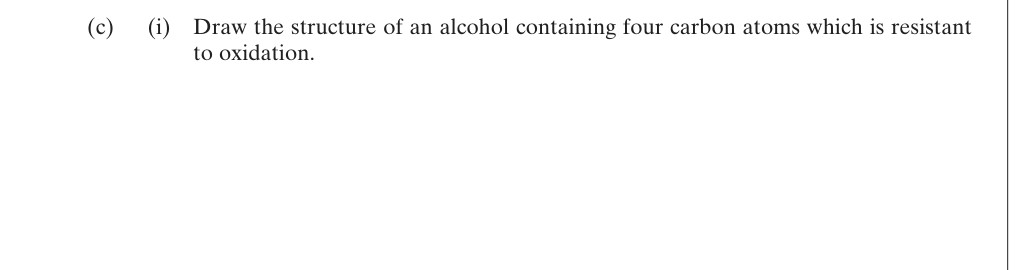 (c) (i) Draw the structure of an alcohol containing four carbon atoms which is resistant
to oxidation.